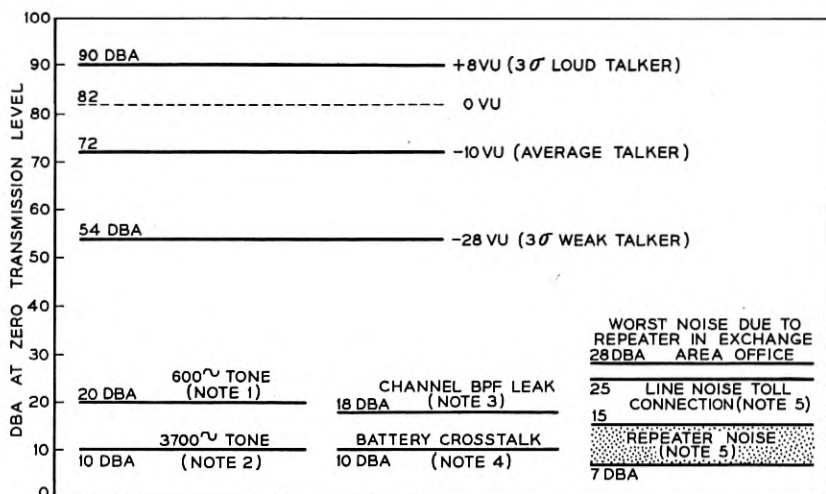 DBA AT ZERO TRANSMISSION LEVEL
100
90
80
70
60
50
40
30
20
10
0
90 DBA
+8VU (3σ LOUD TALKER)
82
0 VU
72
-10 VU (AVERAGE TALKER)
54 DBA
-28 VU (3σ WEAK TALKER)
600~ TONE
20 DBA (NOTE 1)
3700~ TONE
10 DBA (NOTE 2)
CHANNEL BPF LEAK
18 DBA (NOTE 3)
BATTERY CROSSTALK
10 DBA (NOTE 4)
WORST NOISE DUE TO
REPEATER IN EXCHANGE
28 DBA AREA OFFICE
25 LINE NOISE TOLL
CONNECTION (NOTE 5)
15
REPEATER NOISE
(NOTE 5)
7 DBA